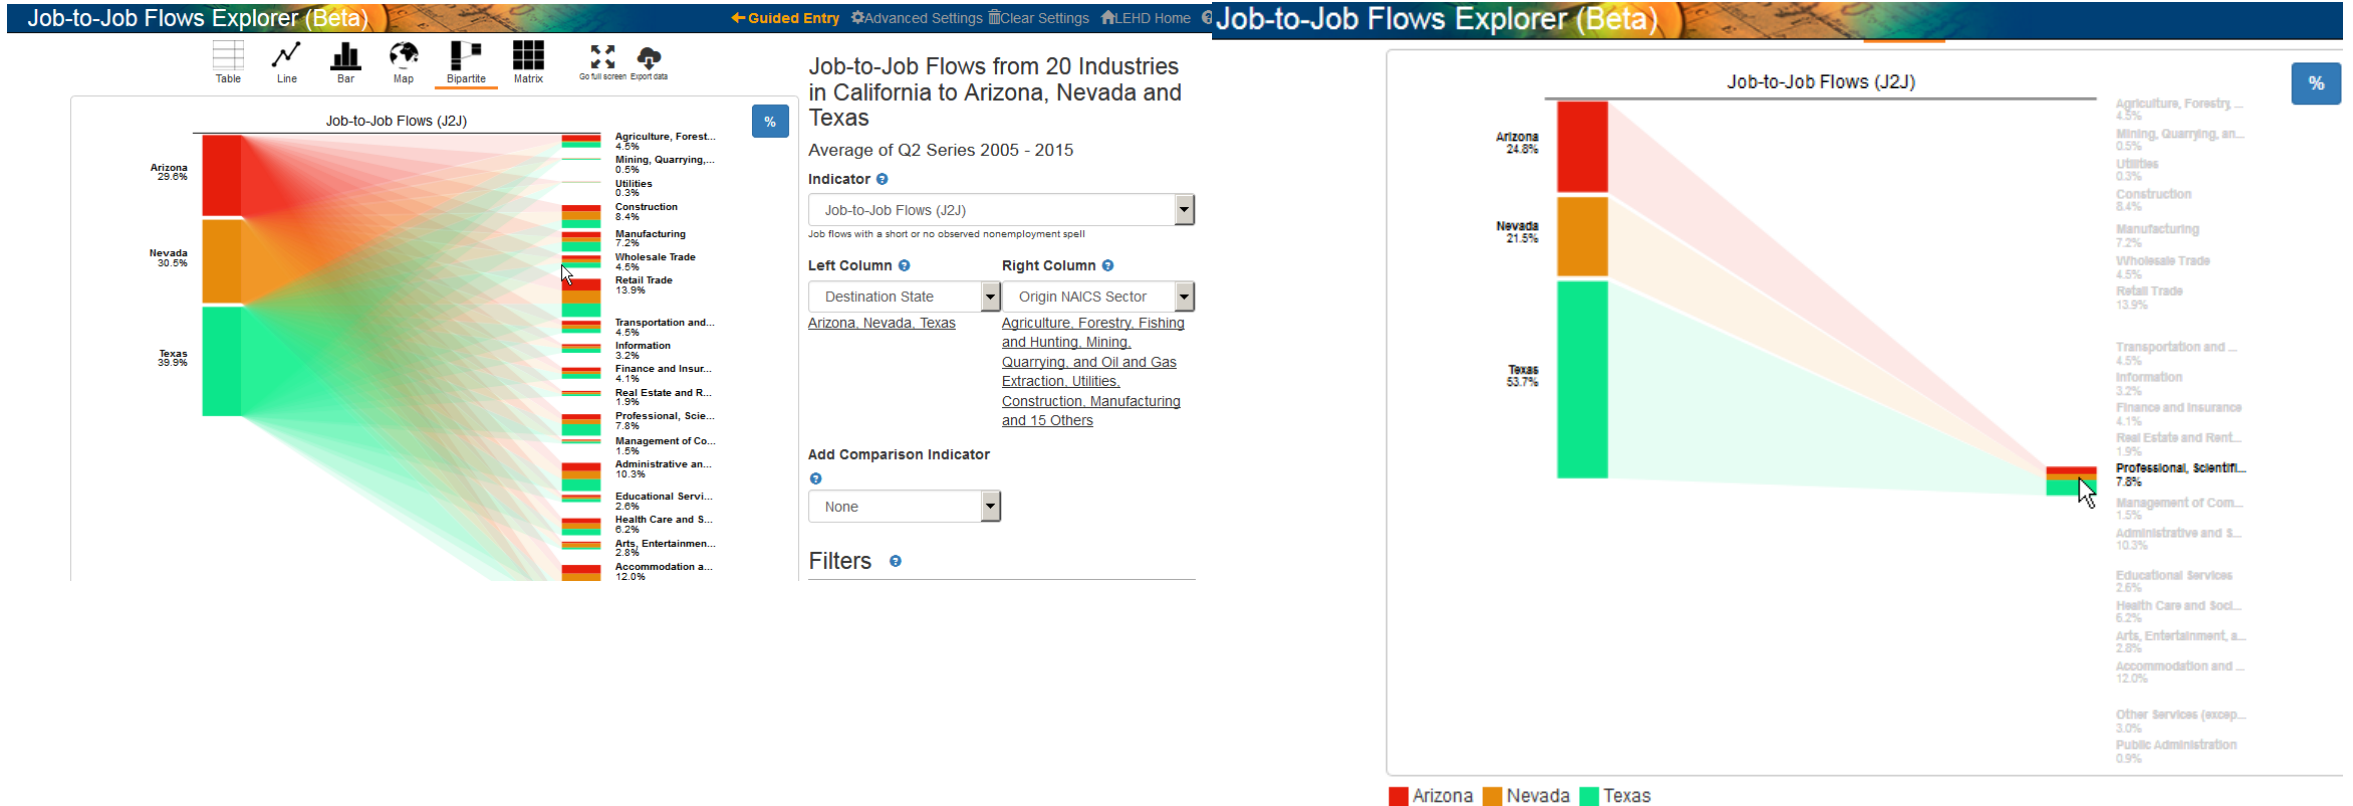 Job-to-Job Flows Explorer (Beta)
Guided Entry Advanced Settings Clear Settings LEHD Home
Table Line Bar Map Bipartite Matrix Go full screen Export data
Job-to-Job Flows (J2J)
%
Arizona
29.6%
Nevada
30.5%
Texas
39.9%
Agriculture, Forest...
4.5%
Mining, Quarrying,...
0.5%
Utilities
0.3%
Construction
8.4%
Manufacturing
7.2%
Wholesale Trade
4.5%
Retail Trade
13.9%
Transportation and...
4.5%
Information
3.2%
Finance and Insur...
4.1%
Real Estate and R...
1.9%
Professional, Scie...
7.8%
Management of Co...
1.5%
Administrative an...
10.3%
Educational Servi...
2.6%
Health Care and S...
6.2%
Arts, Entertainmen...
2.8%
Accommodation a...
12.0%
Job-to-Job Flows from 20 Industries
in California to Arizona, Nevada and
Texas
Average of Q2 Series 2005 - 2015
Indicator
Job-to-Job Flows (J2J)
Job flows with a short or no observed nonemployment spell
Left Column Right Column
Destination State Origin NAICS Sector
Arizona, Nevada, Texas
Agriculture, Forestry, Fishing
and Hunting, Mining,
Quarrying, and Oil and Gas
Extraction, Utilities,
Construction, Manufacturing
and 15 Others
Add Comparison Indicator
None
Filters
Job-to-Job Flows Explorer (Beta)
Job-to-Job Flows (J2J)
%
Arizona
24.8%
Nevada
21.5%
Texas
53.7%
Agriculture, Forestry, ...
4.5%
Mining, Quarrying, an...
0.5%
Utilities
0.3%
Construction
8.4%
Manufacturing
7.2%
Wholesale Trade
4.5%
Retail Trade
13.9%
Transportation and ...
4.5%
Information
3.2%
Finance and Insurance
4.1%
Real Estate and Rent...
1.9%
Professional, Scientifi...
7.8%
Management of Com...
1.5%
Administrative and S...
10.3%
Educational Services
2.6%
Health Care and Soci...
6.2%
Arts, Entertainment, a...
2.8%
Accommodation and ...
12.0%
Other Services (excep...
3.0%
Public Administration
0.9%
Arizona Nevada Texas